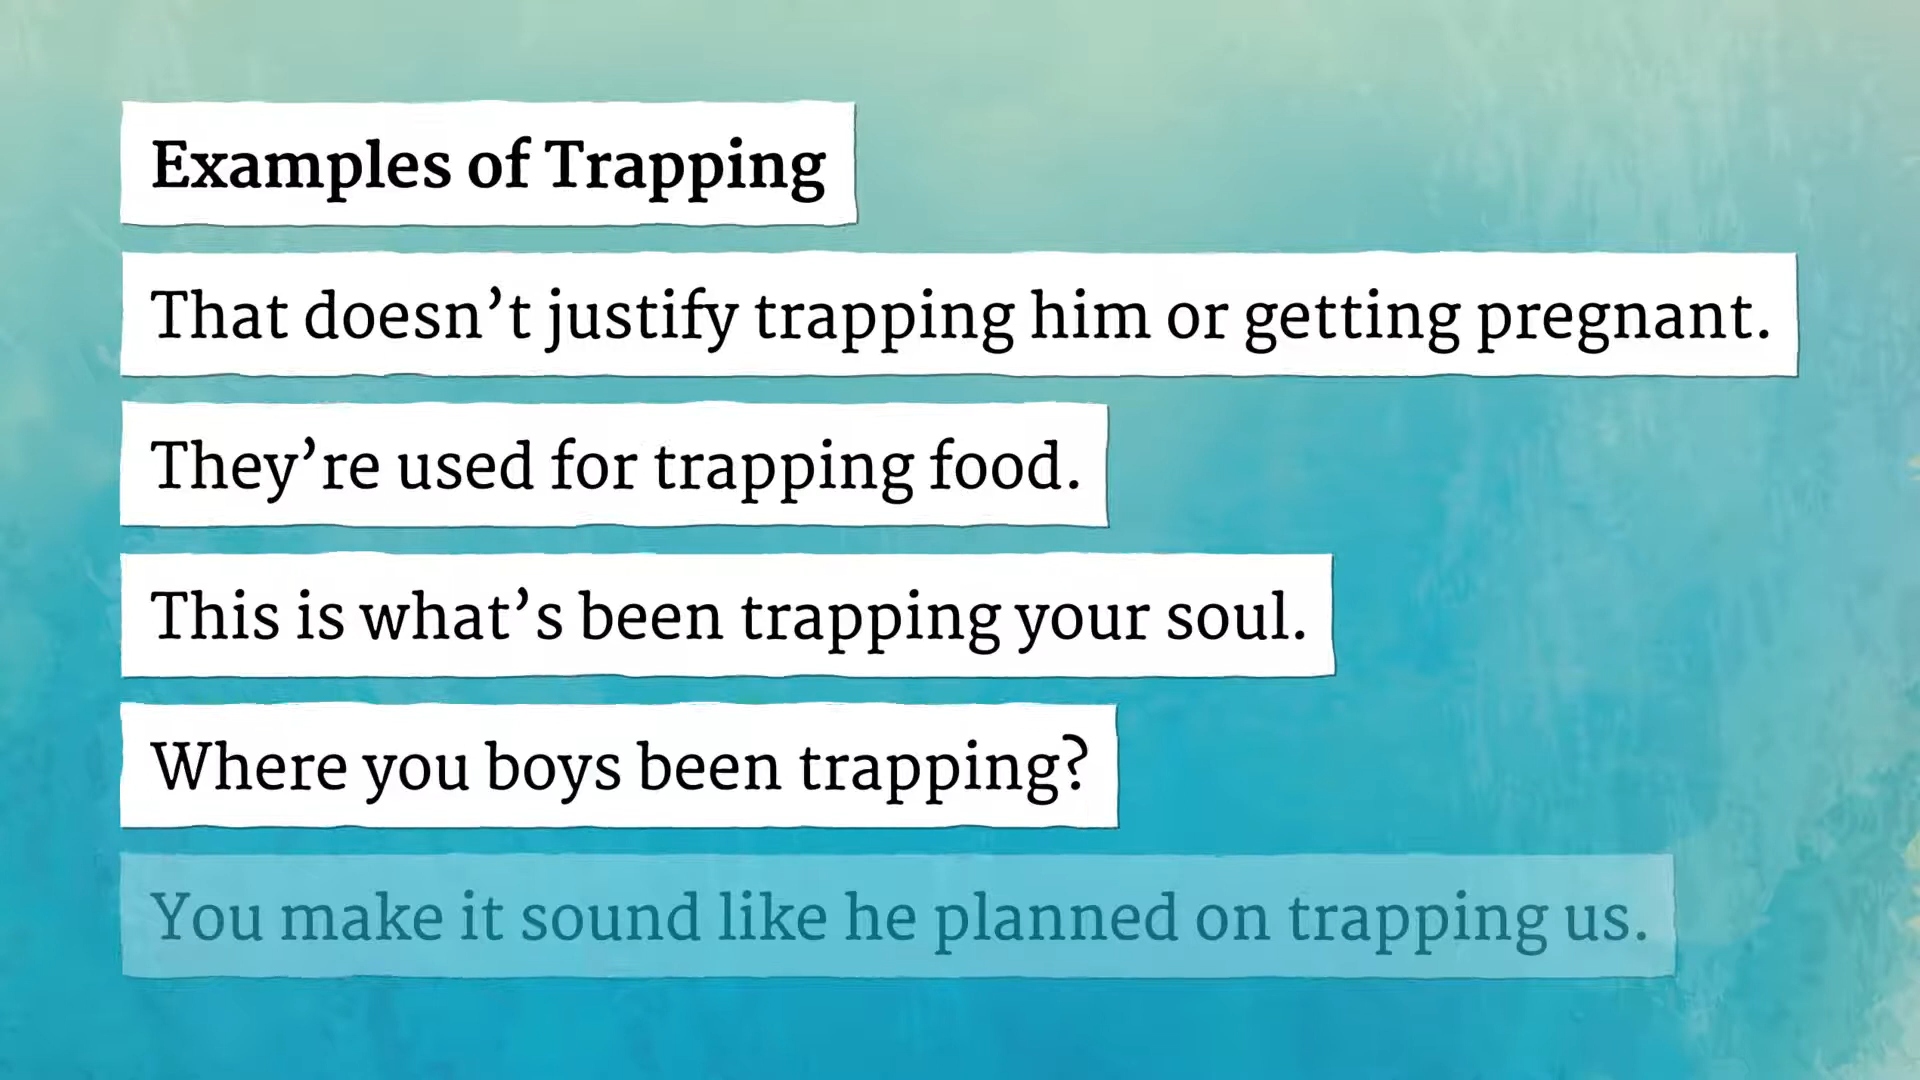 Examples of Trapping
That doesn’t justify trapping him or getting pregnant.
They’re used for trapping food.
This is what’s been trapping your soul.
Where you boys been trapping?
You make it sound like he planned on trapping us.